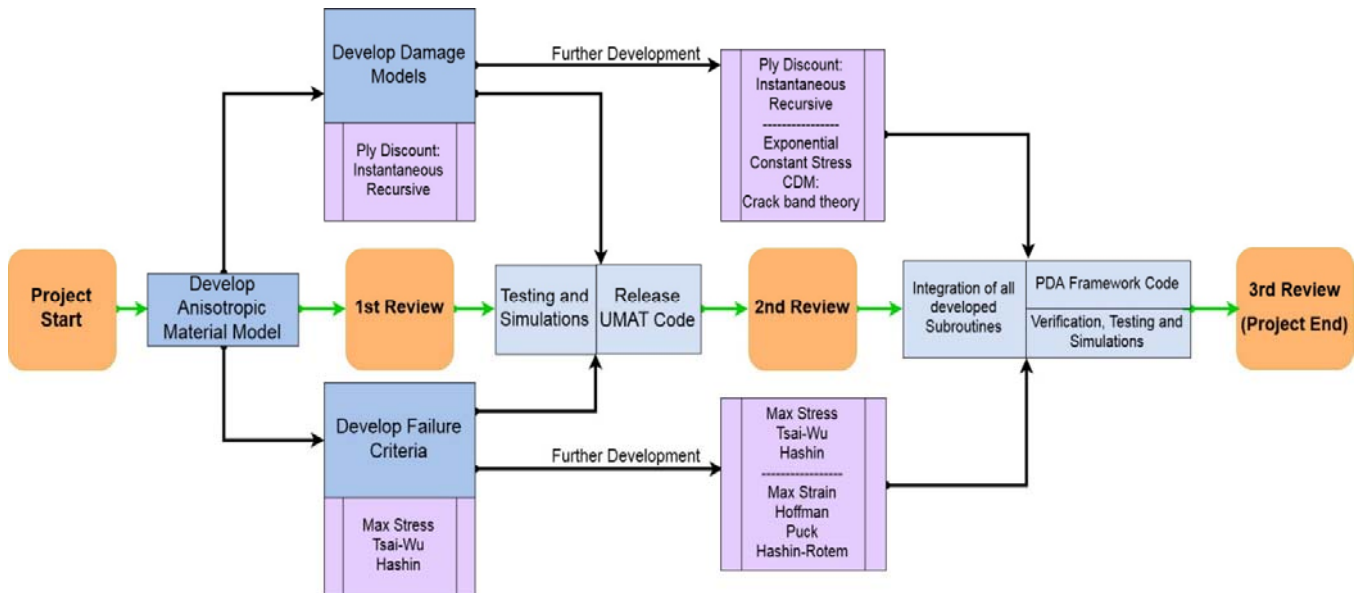 Develop Damage
Models
Ply Discount:
Instantaneous
Recursive
Further Development
Ply Discount:
Instantaneous
Recursive
----------------
Exponential
Constant Stress
CDM:
Crack band theory
Project
Start
Develop
Anisotropic
Material Model
1st Review
Testing and
Simulations
Release
UMAT Code
2nd Review
Integration of all
developed
Subroutines
PDA Framework Code
Verification, Testing and
Simulations
3rd Review
(Project End)
Develop Failure
Criteria
Max Stress
Tsai-Wu
Hashin
Further Development
Max Stress
Tsai-Wu
Hashin
-----------------
Max Strain
Hoffman
Puck
Hashin-Rotem